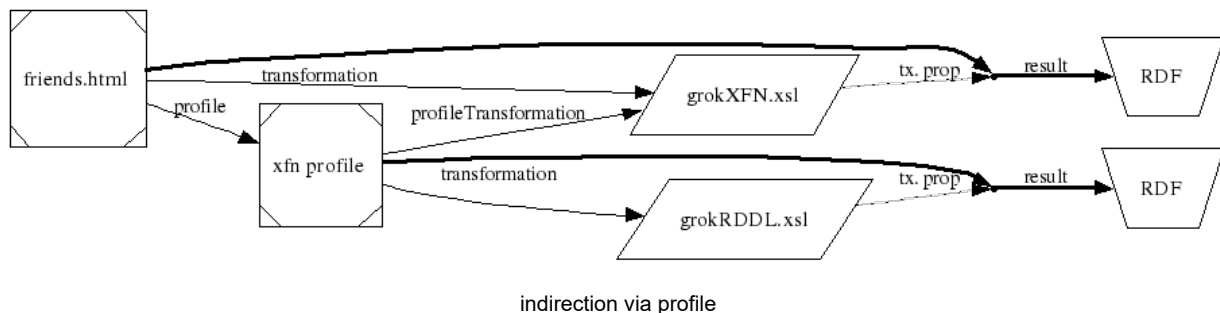 friends.html
transformation
profile
grokXFN.xsl
tx. prop
result
RDF
profileTransformation
xfn profile
transformation
grokRDDL.xsl
tx. prop
result
RDF
indirection via profile